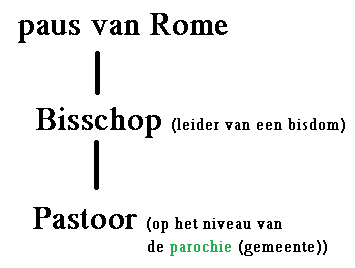 paus van Rome
Bisschop (leider van een bisdom)
Pastoor (op het niveau van
de parochie (gemeente))